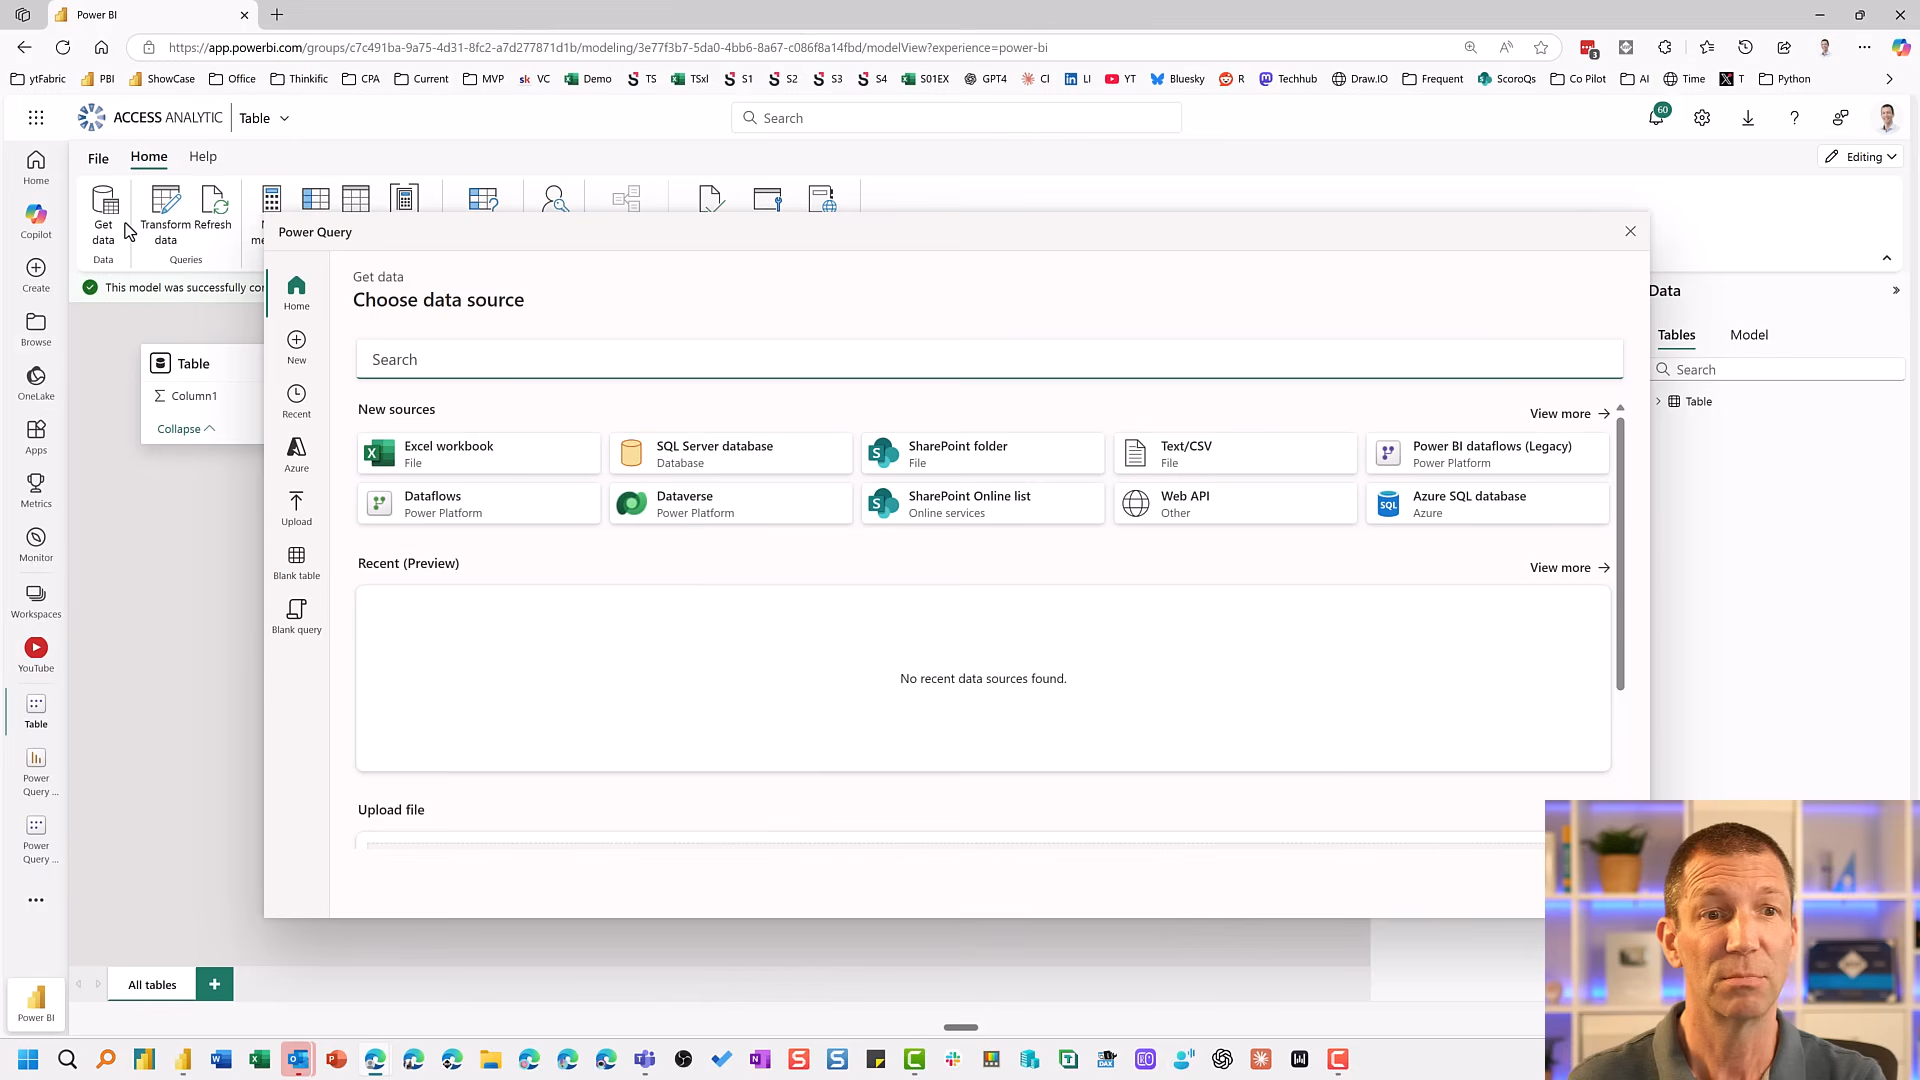 Power BI
https://app.powerbi.com/groups/c7c491ba-9a75-4d31-8fc2-a7d277871d1b/modeling/3e77f3b7-5da0-4bb6-8a67-c086f8a14fbd/modelView?experience=power-bi
ytFabric PBI ShowCase Office Thinkific CPA Current MVP VC Demo TS TSxl S1 S2 S3 S4 S01EX GPT4 Cl LI YT Bluesky R Techhub Draw.IO Frequent ScoroQs Co Pilot AI Time T Python
ACCESS ANALYTIC Table
Search
60
File Home Help
Editing
Get data
Transform data
Refresh
Data
Queries
This model was successfully
Home
Copilot
Create
Browse
OneLake
Apps
Metrics
Monitor
Workspaces
YouTube
Table
Power Query ...
Power Query ...
Power BI
Table
Column1
Collapse
Power Query
Home
New
Recent
Azure
Upload
Blank table
Blank query
Get data
Choose data source
Search
New sources
View more
Excel workbook
File
SQL Server database
Database
SharePoint folder
File
Text/CSV
File
Power BI dataflows (Legacy)
Power Platform
Dataflows
Power Platform
Dataverse
Power Platform
SharePoint Online list
Online services
Web API
Other
Azure SQL database
Azure
Recent (Preview)
View more
No recent data sources found.
Upload file
Data
Tables Model
Search
Table
All tables